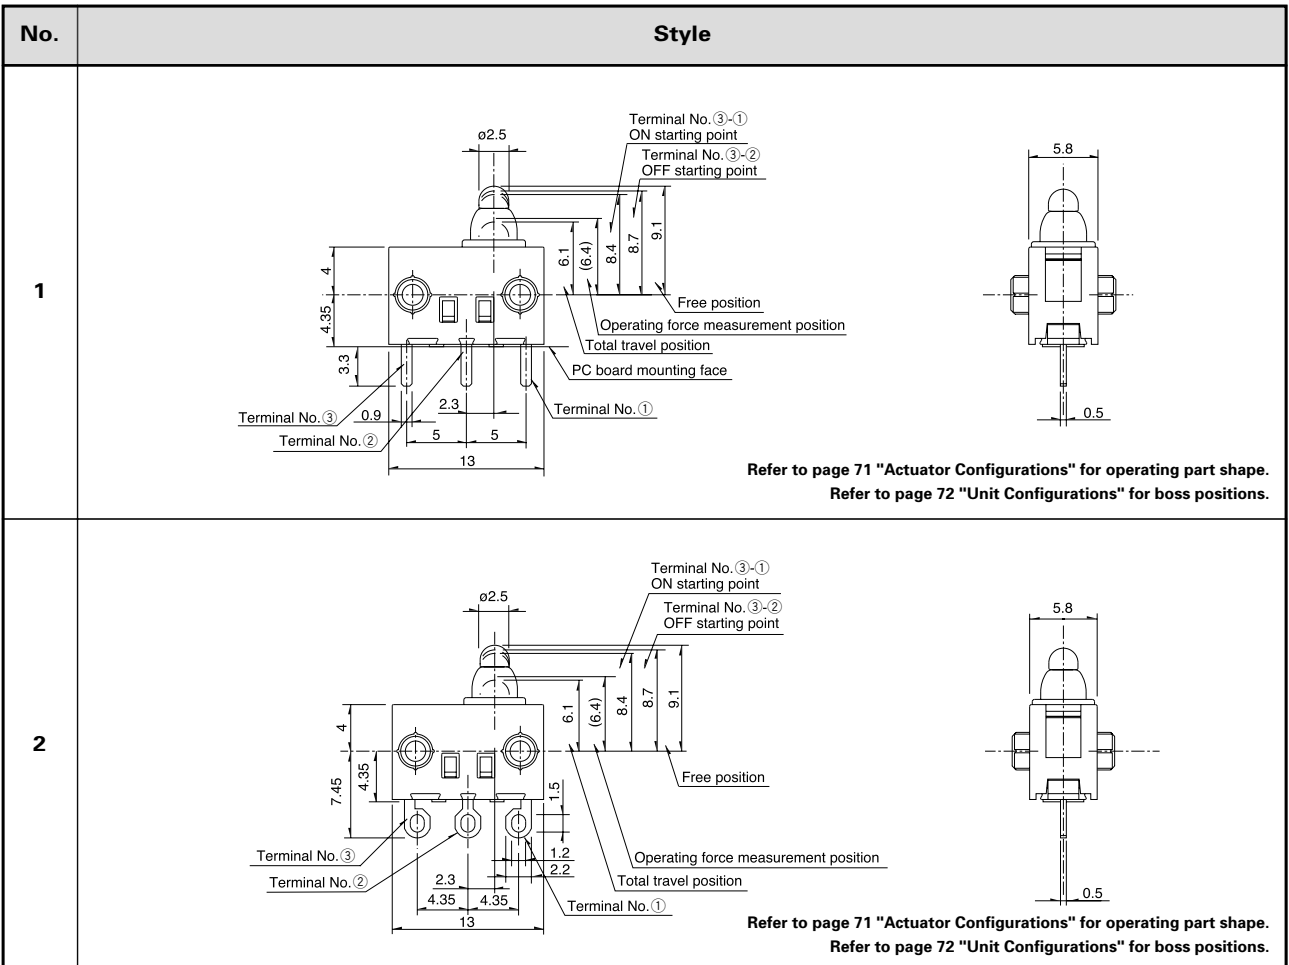 No.
Style
1
Terminal No.③-①
ON starting point
Terminal No.③-②
OFF starting point
ø2.5
5.8
4
4.35
3.3
6.1
(6.4)
8.4
8.7
9.1
Free position
Operating force measurement position
Total travel position
PC board mounting face
Terminal No.③
0.9
2.3
Terminal No.①
Terminal No.②
5
5
13
0.5
Refer to page 71 "Actuator Configurations" for operating part shape.
Refer to page 72 "Unit Configurations" for boss positions.
2
Terminal No.③-①
ON starting point
Terminal No.③-②
OFF starting point
ø2.5
5.8
4
4.35
7.45
6.1
(6.4)
8.4
8.7
9.1
Free position
1.5
Terminal No.③
1.2
Operating force measurement position
2.2
Terminal No.②
2.3
Total travel position
4.35
4.35
Terminal No.①
13
0.5
Refer to page 71 "Actuator Configurations" for operating part shape.
Refer to page 72 "Unit Configurations" for boss positions.